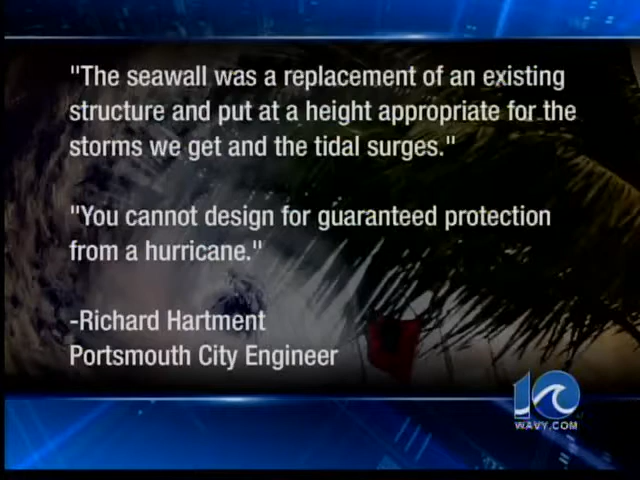 "The seawall was a replacement of an existing
structure and put at a height appropriate for the
storms we get and the tidal surges."
"You cannot design for guaranteed protection
from a hurricane."
-Richard Hartment
Portsmouth City Engineer
10
WAVY.COM